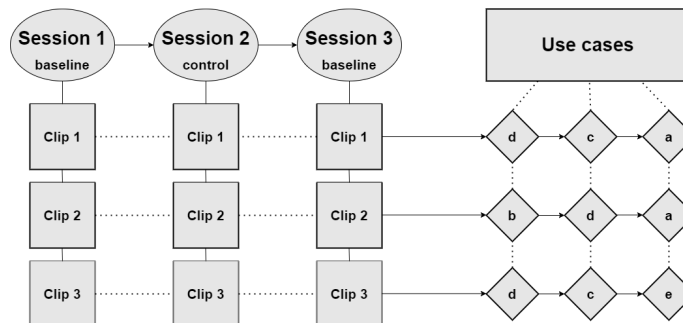 Session 1
baseline
Session 2
control
Session 3
baseline
Use cases
Clip 1
Clip 1
Clip 1
d
c
a
Clip 2
Clip 2
Clip 2
b
d
a
Clip 3
Clip 3
Clip 3
d
c
e